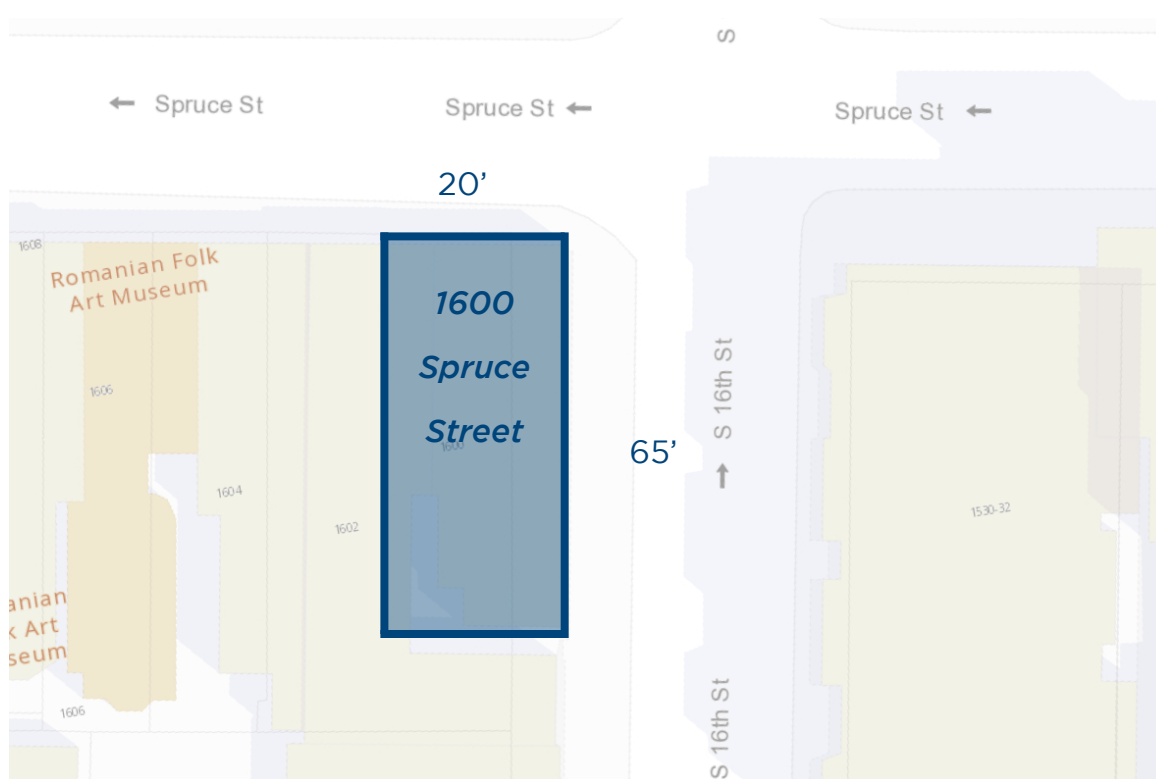 S
← Spruce St
Spruce St ←
Spruce St ←
20’
1608
Romanian Folk
Art Museum
1600
Spruce
Street
1600
S 16th St
→
65’
1606
1604
1602
1530-32
anian
k Art
seum
1606
S 16th St